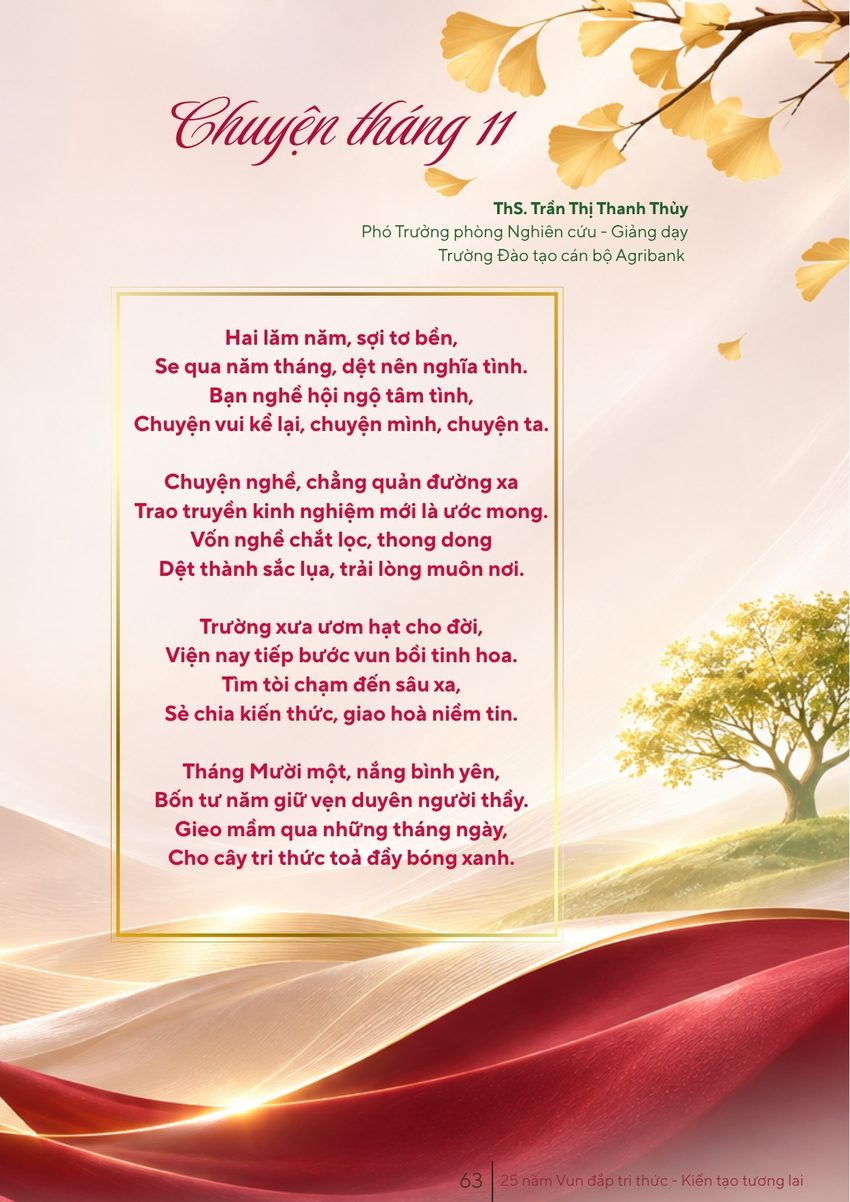 Chuyện tháng 11
ThS. Trần Thị Thanh Thủy
Phó Trưởng phòng Nghiên cứu - Giảng dạy
Trường Đào tạo cán bộ Agribank
Hai lăm năm, sợi tơ bền,
Se qua năm tháng, dệt nên nghĩa tình.
Bạn nghề hội ngộ tâm tình,
Chuyện vui kể lại, chuyện mình, chuyện ta.
Chuyện nghề, chẳng quản đường xa
Trao truyền kinh nghiệm mới là ước mong.
Vốn nghề chắt lọc, thong dong
Dệt thành sắc lụa, trải lòng muôn nơi.
Trường xưa ươm hạt cho đời,
Viện nay tiếp bước vun bồi tinh hoa.
Tìm tòi chạm đến sâu xa,
Sẻ chia kiến thức, giao hoà niềm tin.
Tháng Mười một, nắng bình yên,
Bốn tư năm giữ vẹn duyên người thầy.
Gieo mầm qua những tháng ngày,
Cho cây tri thức toả đầy bóng xanh.
63 | 25 năm Vun đắp tri thức - Kiến tạo tương lai